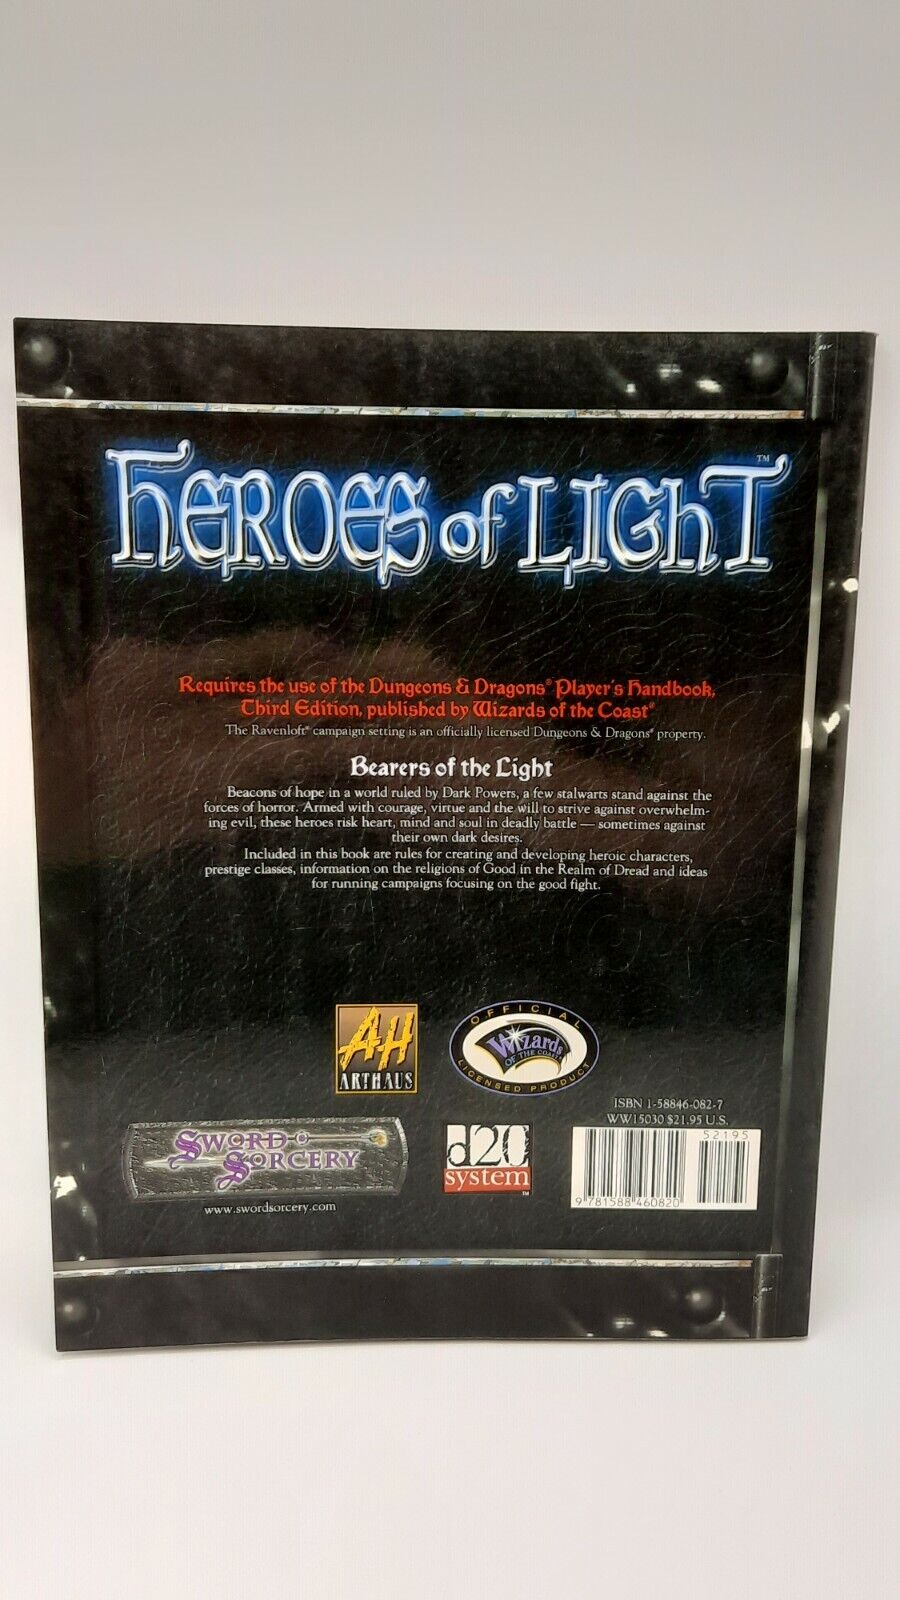 HEROES of LIGHT™
Requires the use of the Dungeons & Dragons® Player's Handbook,
Third Edition, published by Wizards of the Coast®
The Ravenloft® campaign setting is an officially licensed Dungeons & Dragons® property.
Bearers of the Light
Beacons of hope in a world ruled by Dark Powers, a few stalwarts stand against the
forces of horror. Armed with courage, virtue and the will to strive against overwhelm-
ing evil, these heroes risk heart, mind and soul in deadly battle — sometimes against
their own dark desires.
Included in this book are rules for creating and developing heroic characters,
prestige classes, information on the religions of Good in the Realm of Dread and ideas
for running campaigns focusing on the good fight.
AH
ARTHAUS
OFFICIAL
Wizards
OF THE COAST
LICENSED PRODUCT
ISBN 1-58846-082-7
WW15030 $21.95 U.S.
52195
9 781588 460820
SWORD
SORCERY
www.swordsorcery.com
d20
system™